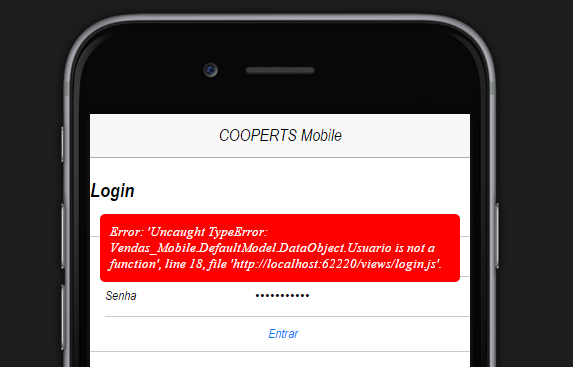 COOPERTS Mobile
Login
Error: 'Uncaught TypeError:
Vendas_Mobile.DefaultModel.DataObject.Usuario is not a
function', line 18, file 'http://localhost:62220/views/login.js'.
Senha •••••••••••
Entrar